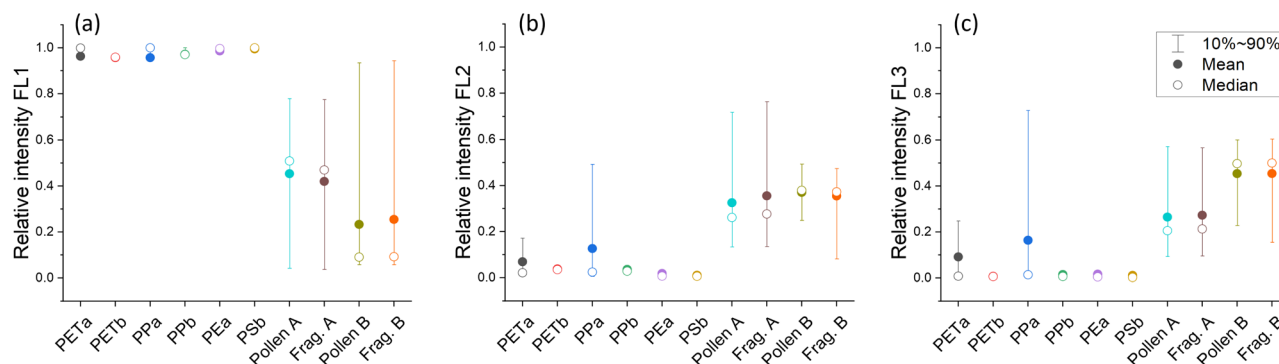 (a)
Relative intensity FL1
1.0
0.8
0.6
0.4
0.2
0.0
PETa PETb PPa PPb PEa PSb Pollen A Frag. A Pollen B Frag. B
(b)
Relative intensity FL2
1.0
0.8
0.6
0.4
0.2
0.0
PETa PETb PPa PPb PEa PSb Pollen A Frag. A Pollen B Frag. B
(c)
Relative intensity FL3
1.0
0.8
0.6
0.4
0.2
0.0
PETa PETb PPa PPb PEa PSb Pollen A Frag. A Pollen B Frag. B
10%~90%
Mean
Median